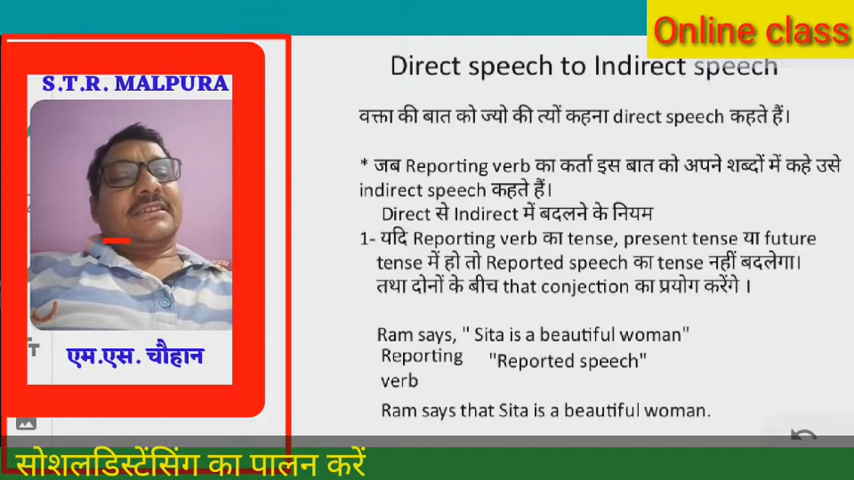 Online class
S.T.R. MALPURA
एम.एस. चौहान
Direct speech to Indirect speech
वक्ता की बात को ज्यो की त्यों कहना direct speech कहते हैं।
* जब Reporting verb का कर्ता इस बात को अपने शब्दों में कहे उसे
indirect speech कहते हैं।
Direct से Indirect में बदलने के नियम
1- यदि Reporting verb का tense, present tense या future
tense में हो तो Reported speech का tense नहीं बदलेगा।
तथा दोनों के बीच that conjection का प्रयोग करेंगे ।
Ram says, " Sita is a beautiful woman"
Reporting "Reported speech"
verb
Ram says that Sita is a beautiful woman.
सोशलडिस्टेंसिंग का पालन करें